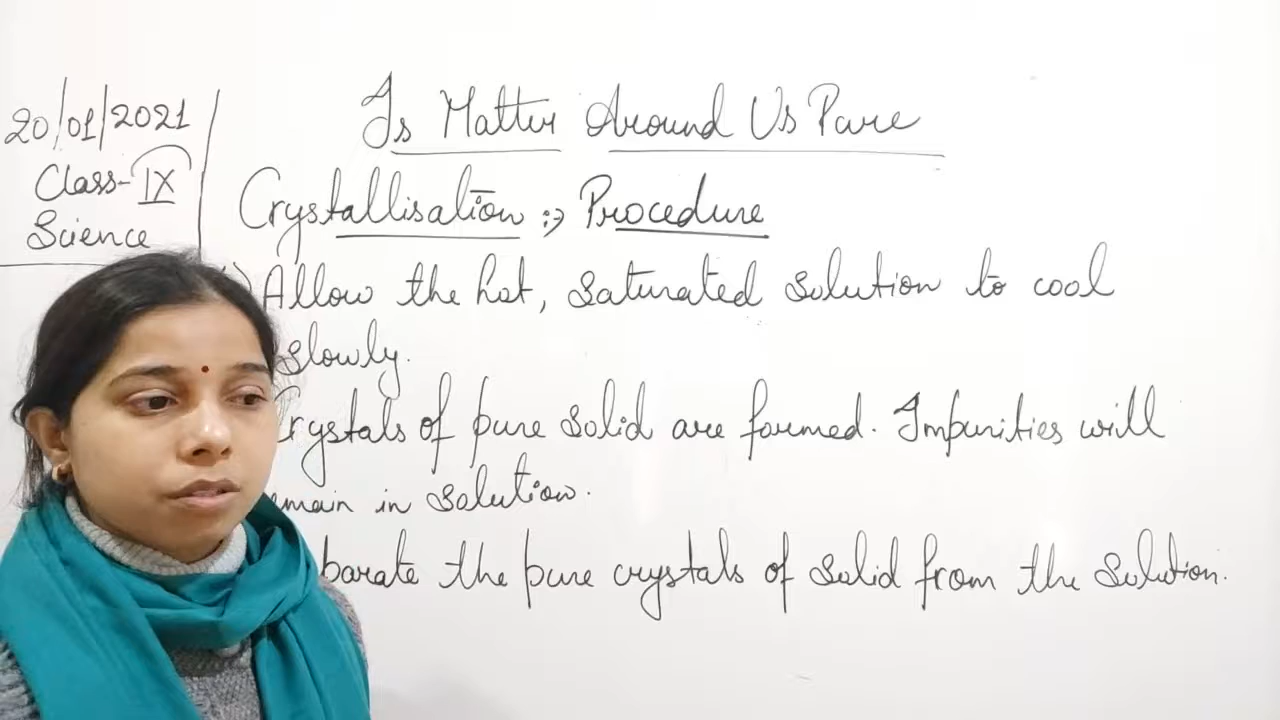 20/01/2021
Class-IX
Science
Is Matter Around Us Pure
Crystallisation :→ Procedure
) Allow the hot, saturated solution to cool
slowly.
Crystals of pure solid are formed. Impurities will
emain in solution.
parate the pure crystals of solid from the solution.